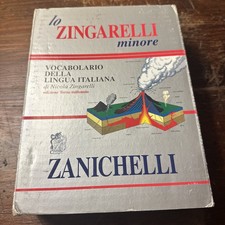 lo
ZINGARELLI
minore
VOCABOLARIO
DELLA
LINGUA ITALIANA
di Nicola Zingarelli
ZANICHELLI